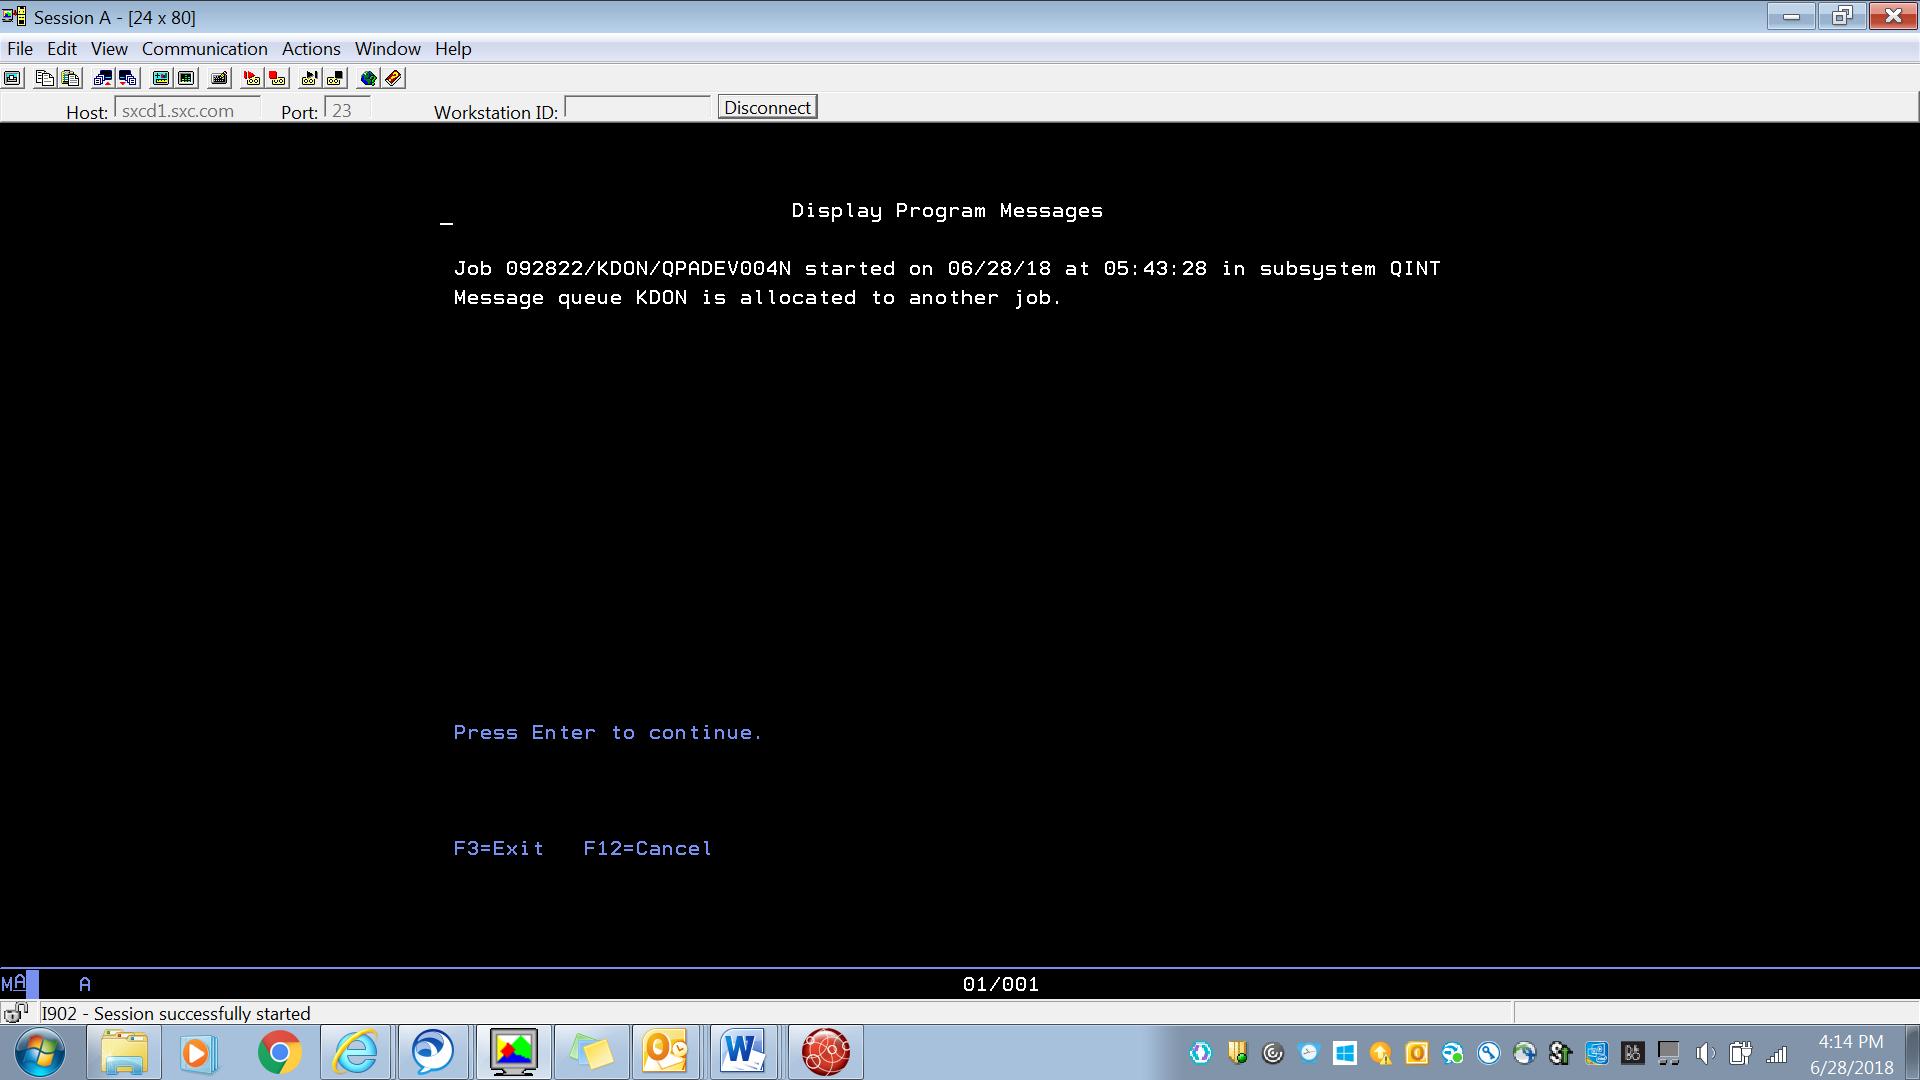 Session A - [24 x 80]
File Edit View Communication Actions Window Help
Host: sxcd1.sxc.com Port: 23 Workstation ID: Disconnect
Display Program Messages
Job 092822/KDON/QPADEV004N started on 06/28/18 at 05:43:28 in subsystem QINT
Message queue KDON is allocated to another job.
Press Enter to continue.
F3=Exit F12=Cancel
MA A 01/001
I902 - Session successfully started
4:14 PM
6/28/2018